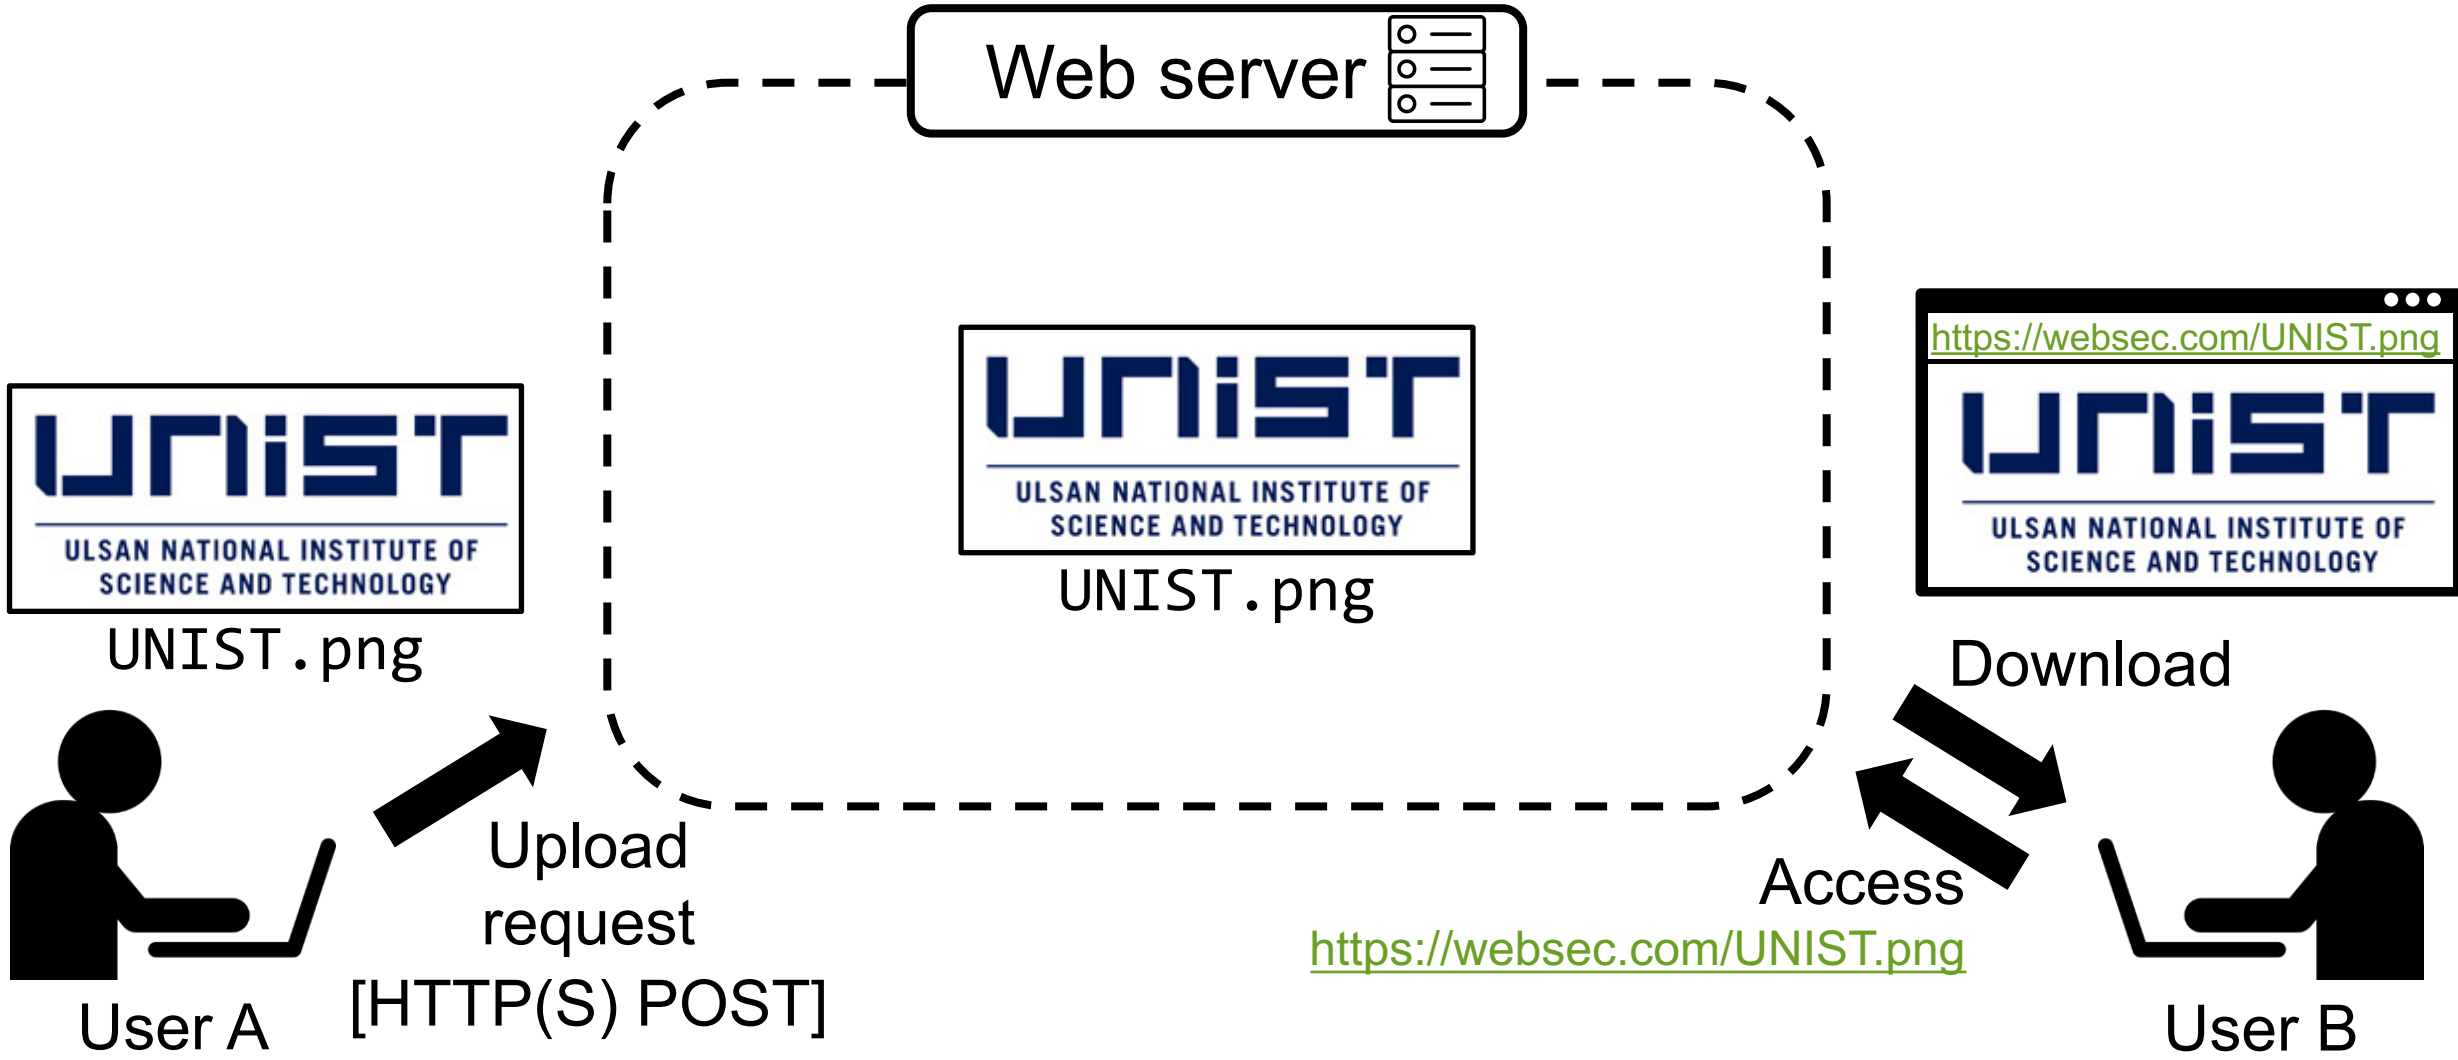 Web server
UNIST
ULSAN NATIONAL INSTITUTE OF
SCIENCE AND TECHNOLOGY
UNIST.png
User A
Upload
request
[HTTP(S) POST]
UNIST
ULSAN NATIONAL INSTITUTE OF
SCIENCE AND TECHNOLOGY
UNIST.png
https://websec.com/UNIST.png
UNIST
ULSAN NATIONAL INSTITUTE OF
SCIENCE AND TECHNOLOGY
Download
Access
https://websec.com/UNIST.png
User B